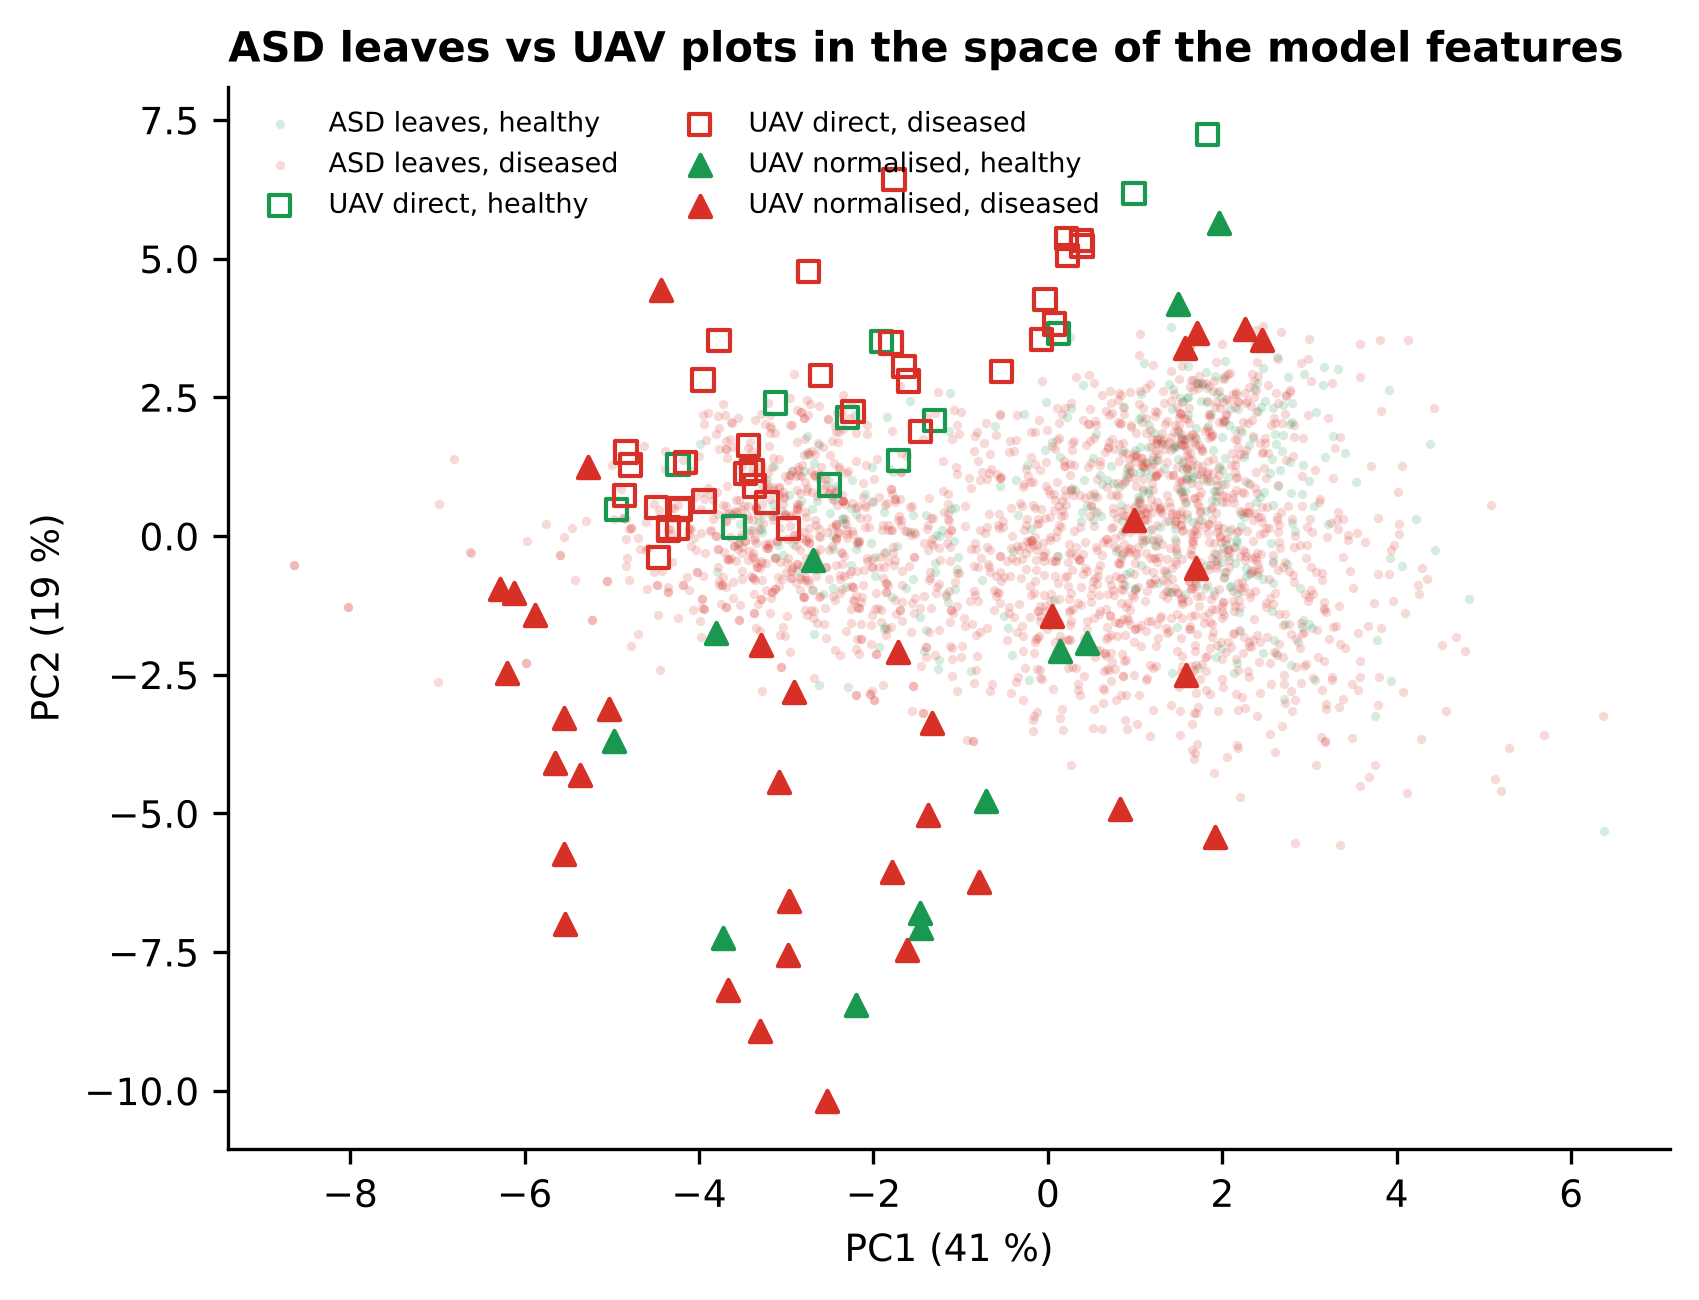 ASD leaves vs UAV plots in the space of the model features
ASD leaves, healthy
ASD leaves, diseased
UAV direct, healthy
UAV direct, diseased
UAV normalised, healthy
UAV normalised, diseased
7.5
5.0
2.5
0.0
−2.5
−5.0
−7.5
−10.0
PC2 (19 %)
−8
−6
−4
−2
0
2
4
6
PC1 (41 %)